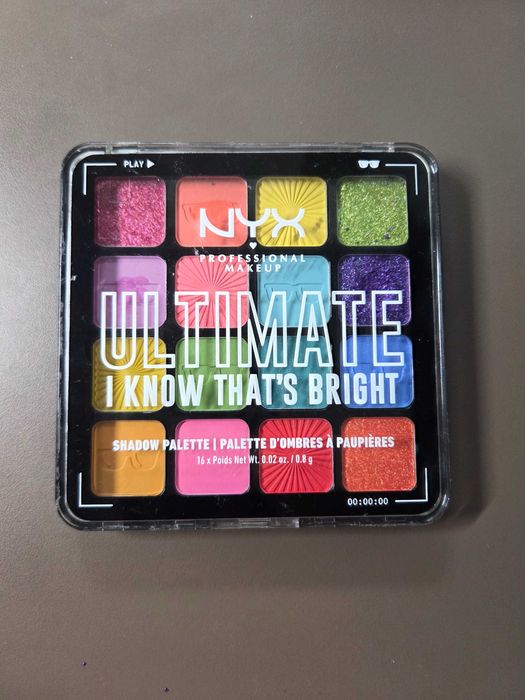 PLAY
NYX
PROFESSIONAL
MAKEUP
ULTIMATE
I KNOW THAT'S BRIGHT
SHADOW PALETTE | PALETTE D'OMBRES À PAUPIÈRES
16 x Poids Net Wt. 0.02 oz. / 0.8 g
00:00:00